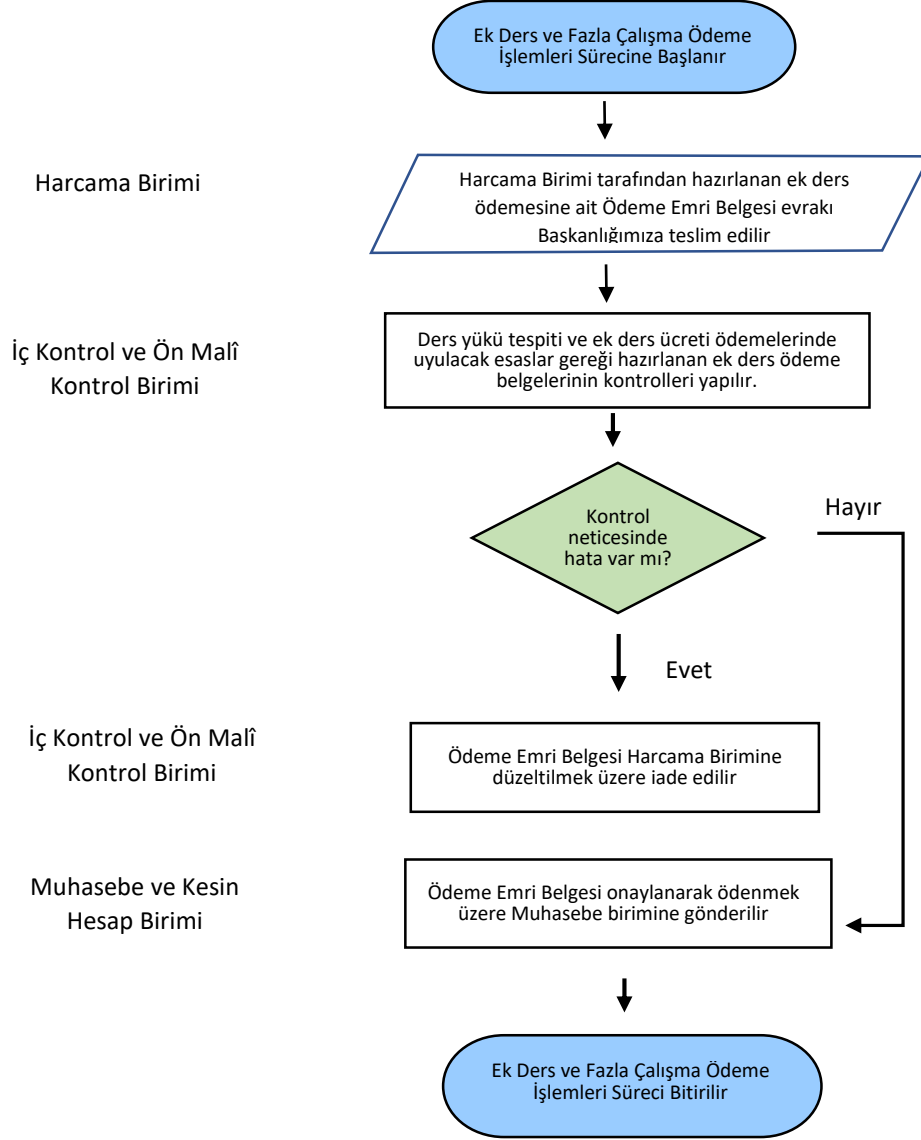 Ek Ders ve Fazla Çalışma Ödeme
İşlemleri Sürecine Başlanır
Harcama Birimi
Harcama Birimi tarafından hazırlanan ek ders
ödemesine ait Ödeme Emri Belgesi evrakı
Başkanlığımıza teslim edilir
İç Kontrol ve Ön Malî
Kontrol Birimi
Ders yükü tespiti ve ek ders ücreti ödemelerinde
uyulacak esaslar gereği hazırlanan ek ders ödeme
belgelerinin kontrolleri yapılır.
Kontrol
neticesinde
hata var mı?
Hayır
Evet
İç Kontrol ve Ön Malî
Kontrol Birimi
Ödeme Emri Belgesi Harcama Birimine
düzeltilmek üzere iade edilir
Muhasebe ve Kesin
Hesap Birimi
Ödeme Emri Belgesi onaylanarak ödenmek
üzere Muhasebe birimine gönderilir
Ek Ders ve Fazla Çalışma Ödeme
İşlemleri Süreci Bitirilir